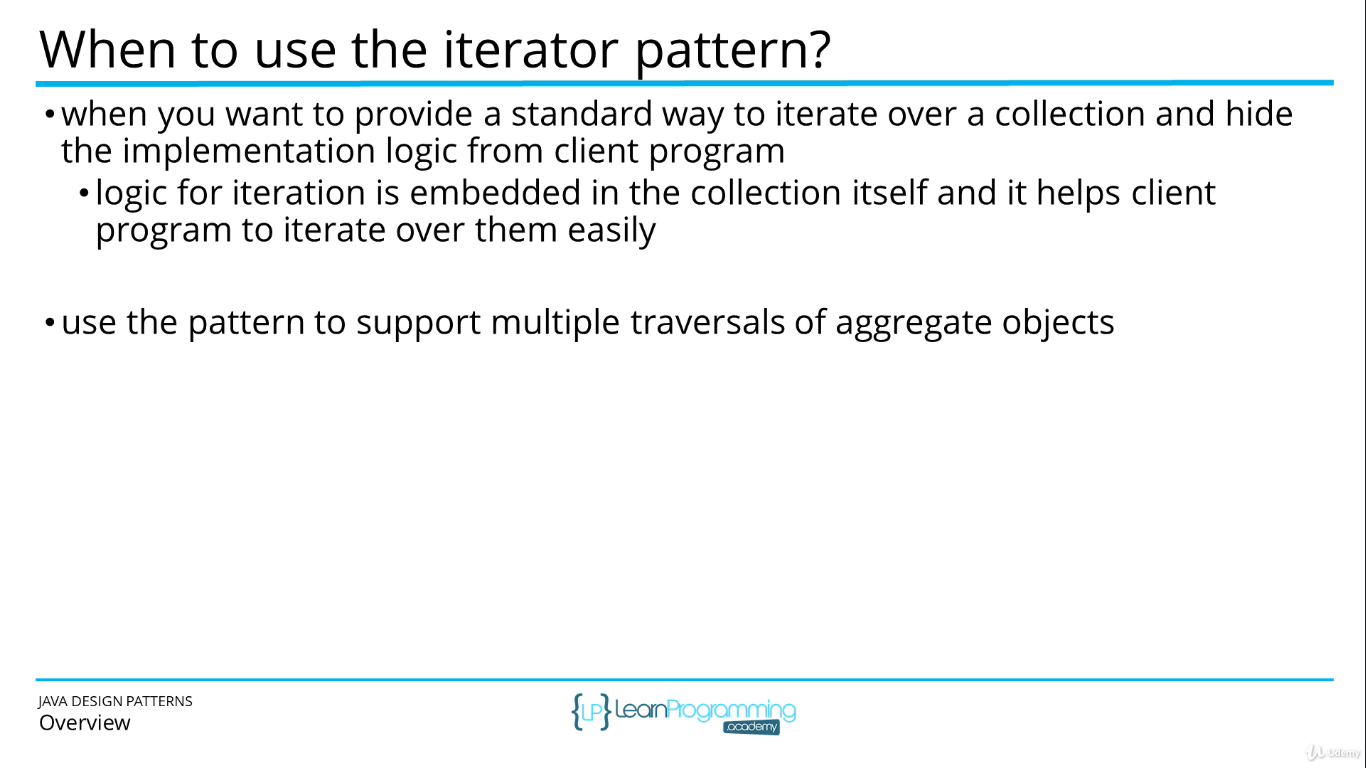 When to use the iterator pattern?
• when you want to provide a standard way to iterate over a collection and hide
the implementation logic from client program
• logic for iteration is embedded in the collection itself and it helps client
program to iterate over them easily
• use the pattern to support multiple traversals of aggregate objects
JAVA DESIGN PATTERNS
Overview
{LP} LearnProgramming
.academy
Udemy